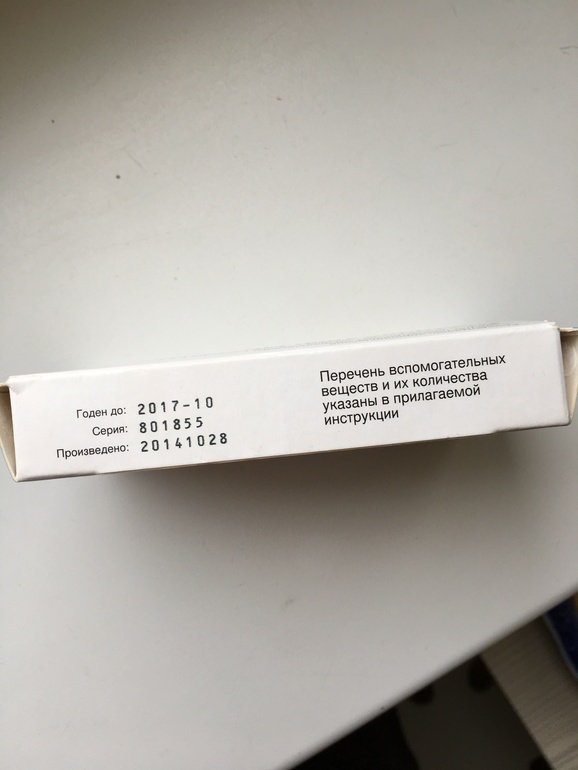 Годен до: 2017-10
Серия: 801855
Произведено: 20141028
Перечень вспомогательных
веществ и их количества
указаны в прилагаемой
инструкции